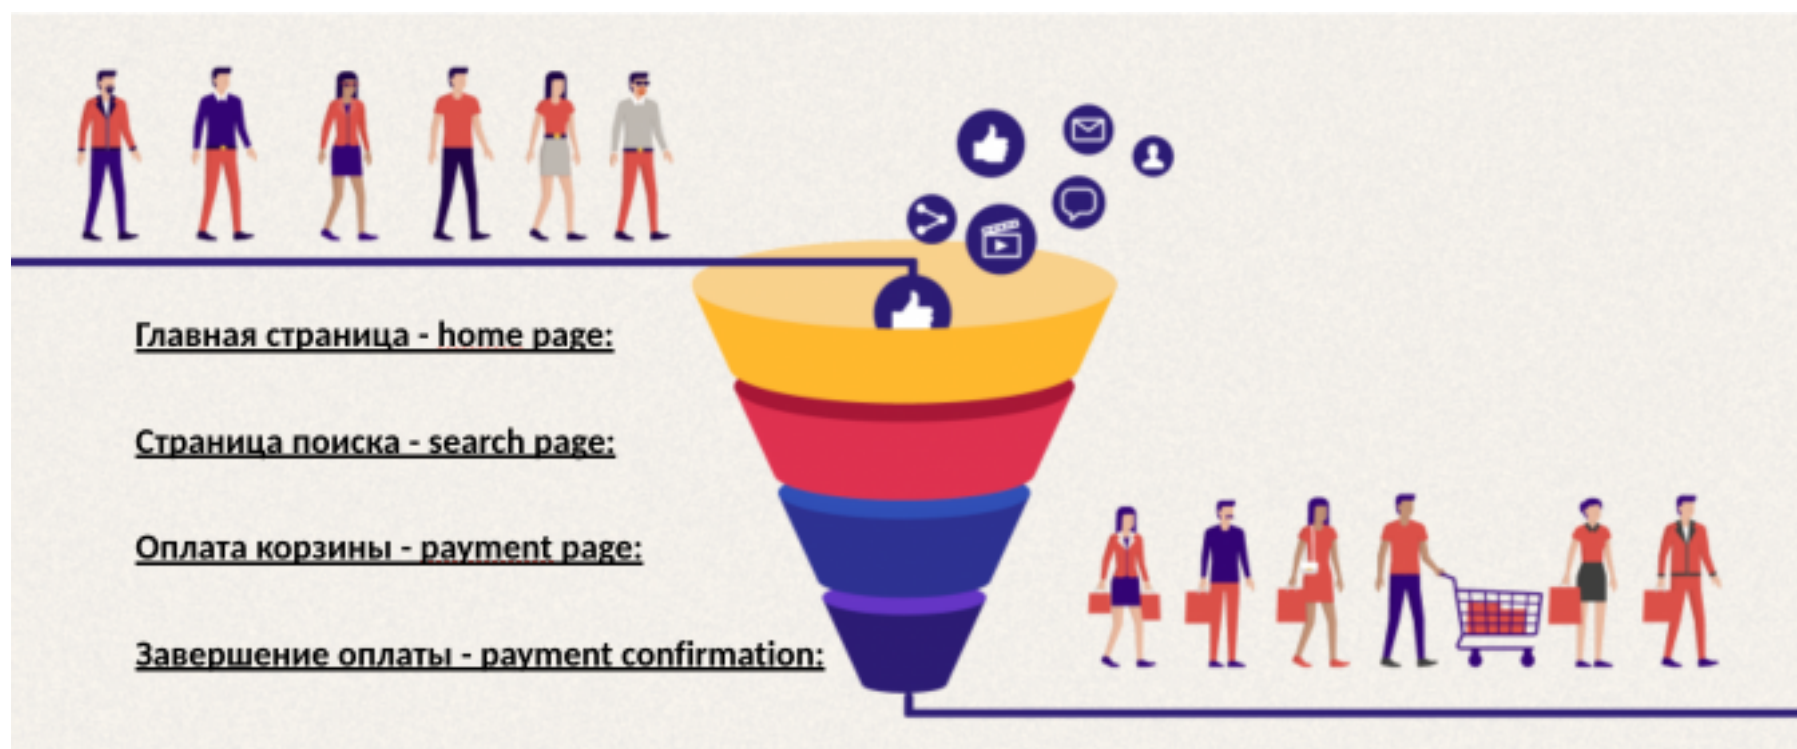 Главная страница - home page:
Страница поиска - search page:
Оплата корзины - payment page:
Завершение оплаты - payment confirmation: